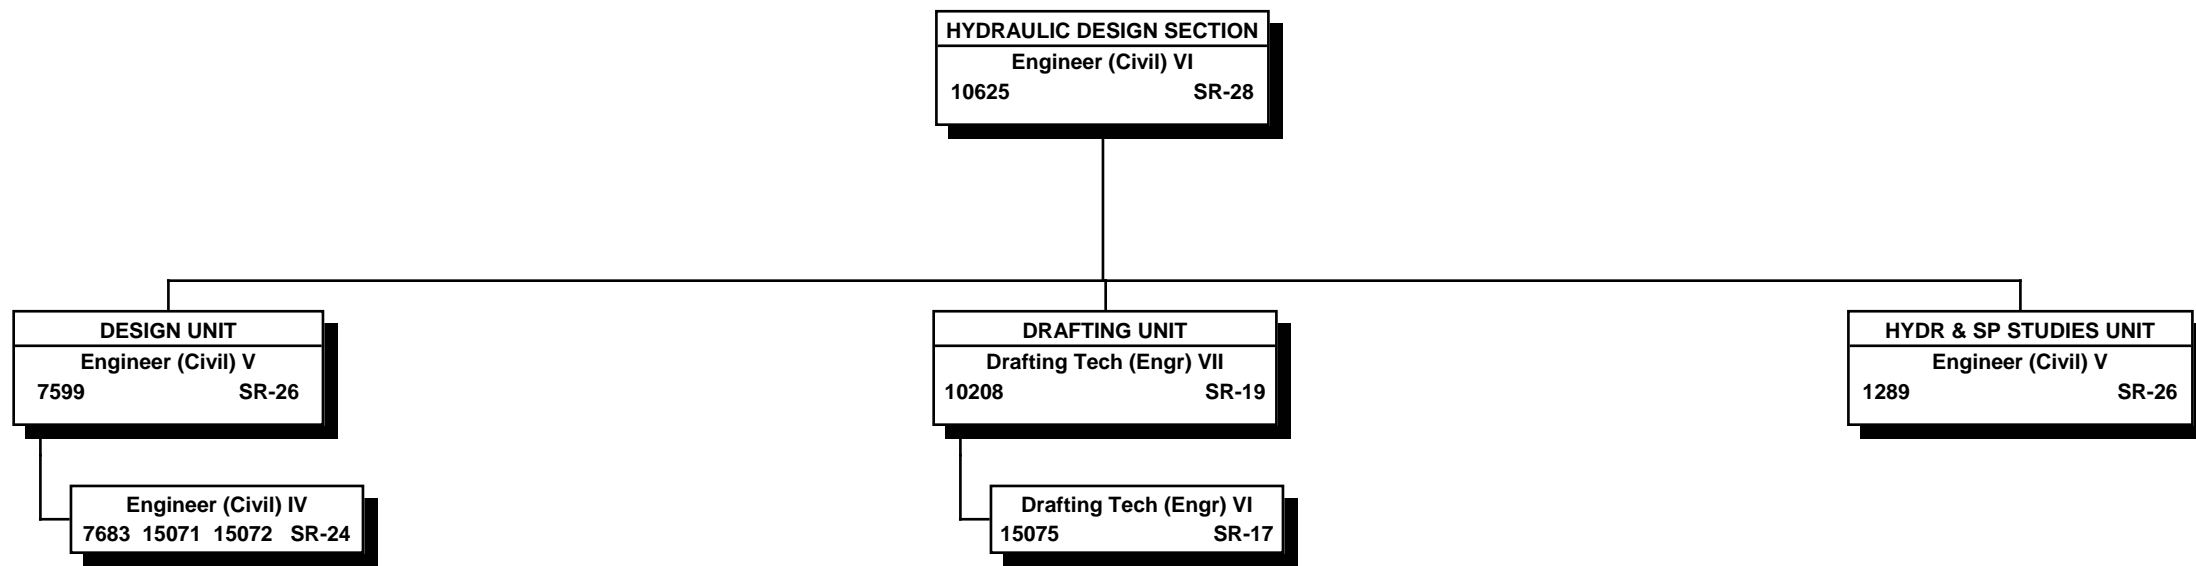 HYDRAULIC DESIGN SECTION
Engineer (Civil) VI
10625 SR-28
DESIGN UNIT
Engineer (Civil) V
7599 SR-26
Engineer (Civil) IV
7683 15071 15072 SR-24
DRAFTING UNIT
Drafting Tech (Engr) VII
10208 SR-19
Drafting Tech (Engr) VI
15075 SR-17
HYDR & SP STUDIES UNIT
Engineer (Civil) V
1289 SR-26